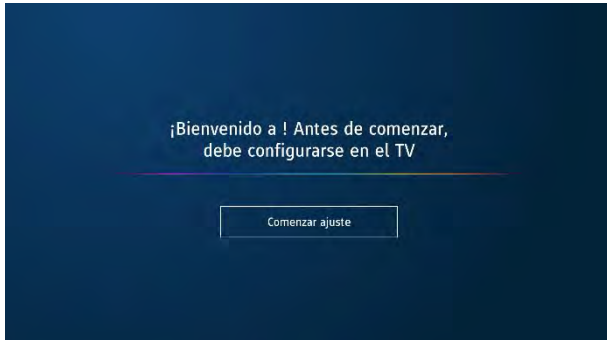 ¡Bienvenido a ! Antes de comenzar,
debe configurarse en el TV
Comenzar ajuste